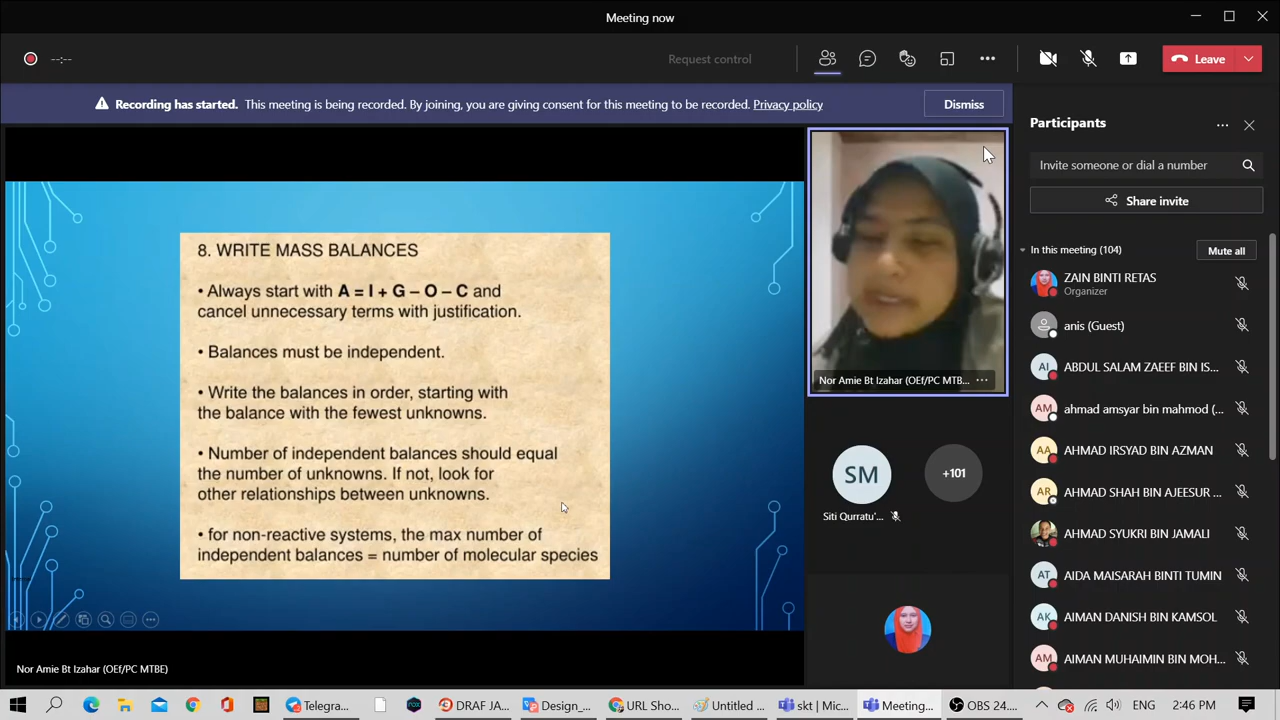 Meeting now
--:--
Request control
Leave
Recording has started. This meeting is being recorded. By joining, you are giving consent for this meeting to be recorded. Privacy policy
Dismiss
8. WRITE MASS BALANCES
• Always start with A = I + G – O – C and
cancel unnecessary terms with justification.
• Balances must be independent.
• Write the balances in order, starting with
the balance with the fewest unknowns.
• Number of independent balances should equal
the number of unknowns. If not, look for
other relationships between unknowns.
• for non-reactive systems, the max number of
independent balances = number of molecular species
Nor Amie Bt Izahar (OEf/PC MTBE)
Nor Amie Bt Izahar (OEf/PC MTB...
SM
Siti Qurratu'...
+101
Participants
Invite someone or dial a number
Share invite
In this meeting (104)
Mute all
ZAIN BINTI RETAS
Organizer
anis (Guest)
AI
ABDUL SALAM ZAEEF BIN IS...
AM
ahmad amsyar bin mahmod (...
AA
AHMAD IRSYAD BIN AZMAN
AR
AHMAD SHAH BIN AJEESUR ...
AHMAD SYUKRI BIN JAMALI
AT
AIDA MAISARAH BINTI TUMIN
AK
AIMAN DANISH BIN KAMSOL
AM
AIMAN MUHAIMIN BIN MOH...
Telegra...
DRAF JA...
Design_...
URL Sho...
Untitled ...
skt | Mic...
Meeting...
OBS 24....
ENG
2:46 PM